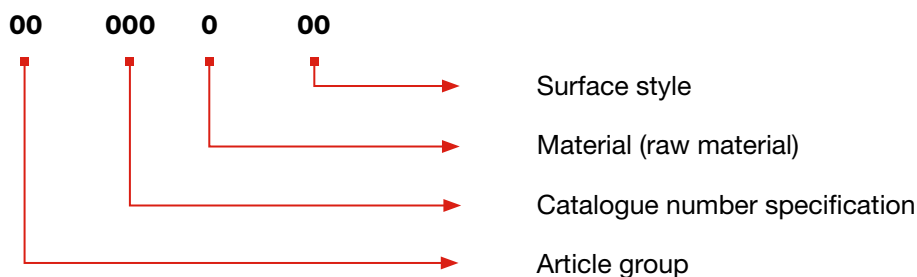 00 000 0 00
Surface style
Material (raw material)
Catalogue number specification
Article group